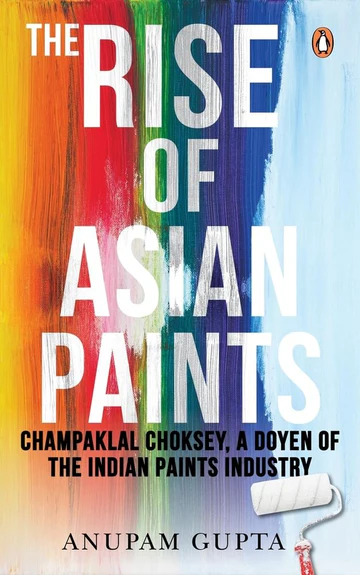 THE
RISE
OF
ASIAN
PAINTS
CHAMPAKLAL CHOKSEY, A DOYEN OF
THE INDIAN PAINTS INDUSTRY
ANUPAM GUPTA